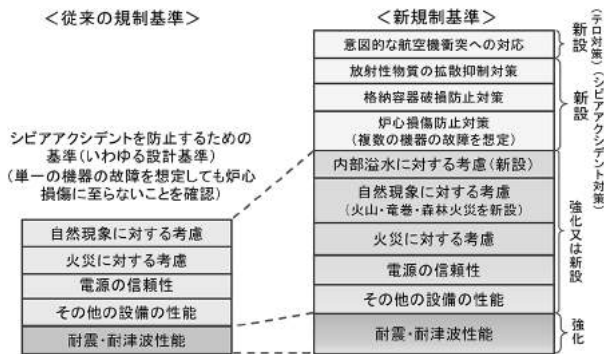 ＜従来の規制基準＞
シビアアクシデントを防止するための
基準(いわゆる設計基準)
(単一の機器の故障を想定しても炉心
損傷に至らないことを確認)
自然現象に対する考慮
火災に対する考慮
電源の信頼性
その他の設備の性能
耐震・耐津波性能
＜新規制基準＞
意図的な航空機衝突への対応
放射性物質の拡散抑制対策
格納容器破損防止対策
炉心損傷防止対策
(複数の機器の故障を想定)
内部溢水に対する考慮(新設)
自然現象に対する考慮
(火山・竜巻・森林火災を新設)
火災に対する考慮
電源の信頼性
その他の設備の性能
耐震・耐津波性能
新設
(テロ対策)
新設
(シビアアクシデント対策)
強化又は新設
強化